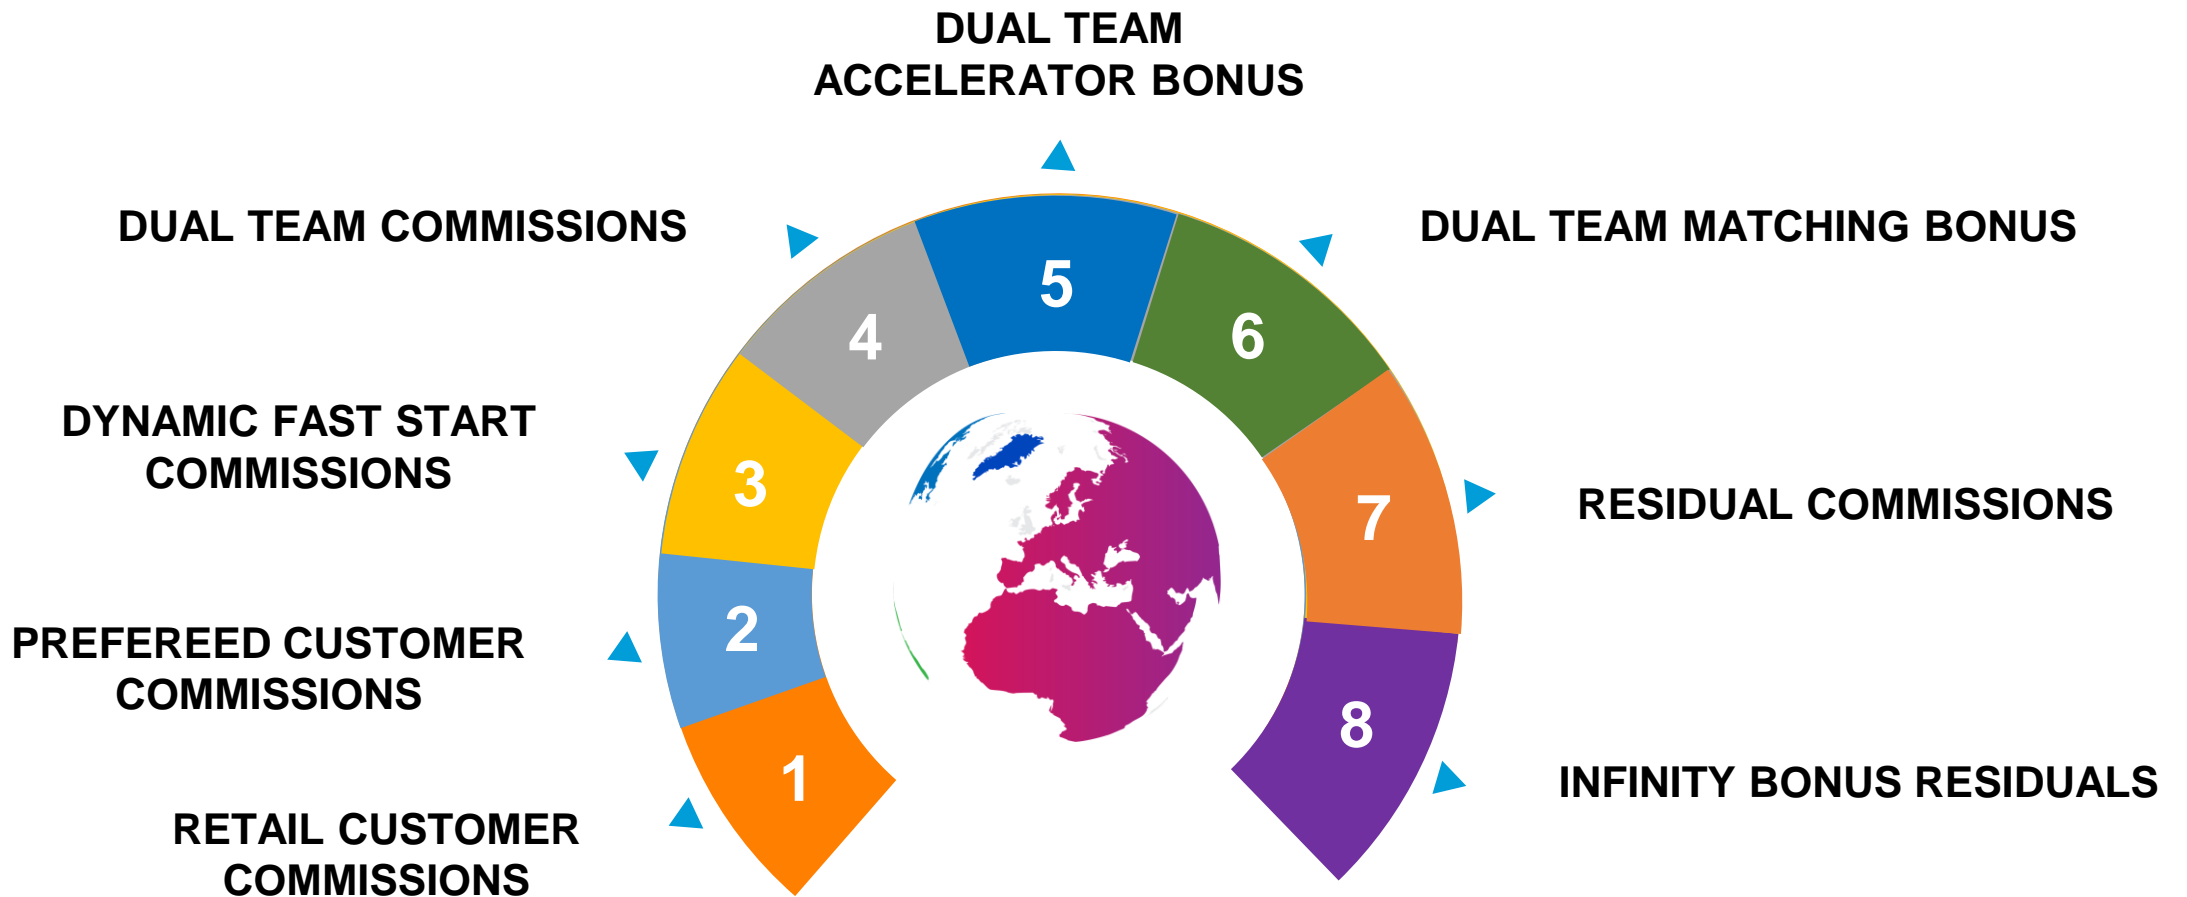 DUAL TEAM
ACCELERATOR BONUS
DUAL TEAM COMMISSIONS
DUAL TEAM MATCHING BONUS
5
4
6
DYNAMIC FAST START
COMMISSIONS
3
7
RESIDUAL COMMISSIONS
PREFEREED CUSTOMER
COMMISSIONS
2
8
INFINITY BONUS RESIDUALS
1
RETAIL CUSTOMER
COMMISSIONS